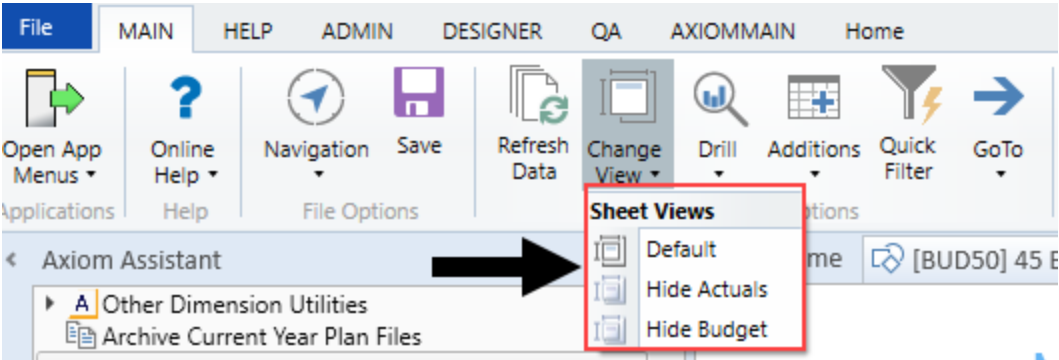 File MAIN HELP ADMIN DESIGNER QA AXIOMMAIN Home
Open App Menus
Online Help
Navigation
Save
Refresh Data
Change View
Drill
Additions
Quick Filter
GoTo
Applications
Help
File Options
Sheet Views
Default
Hide Actuals
Hide Budget
Axiom Assistant
[BUD50] 45
A Other Dimension Utilities
Archive Current Year Plan Files